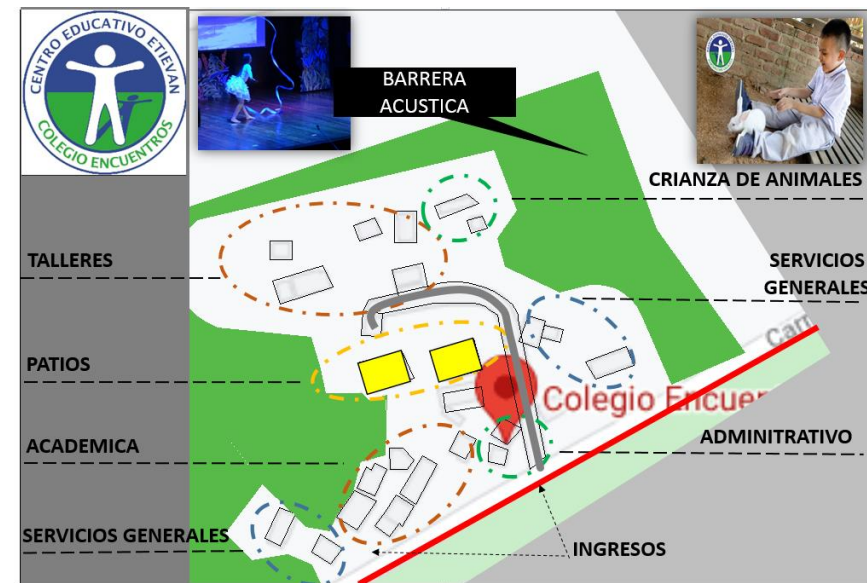 CENTRO EDUCATIVO ETIEVAN
COLEGIO ENCUENTROS
BARRERA
ACUSTICA
CRIANZA DE ANIMALES
TALLERES
SERVICIOS
GENERALES
PATIOS
Colegio Encuen
ACADEMICA
ADMINITRATIVO
SERVICIOS GENERALES
INGRESOS